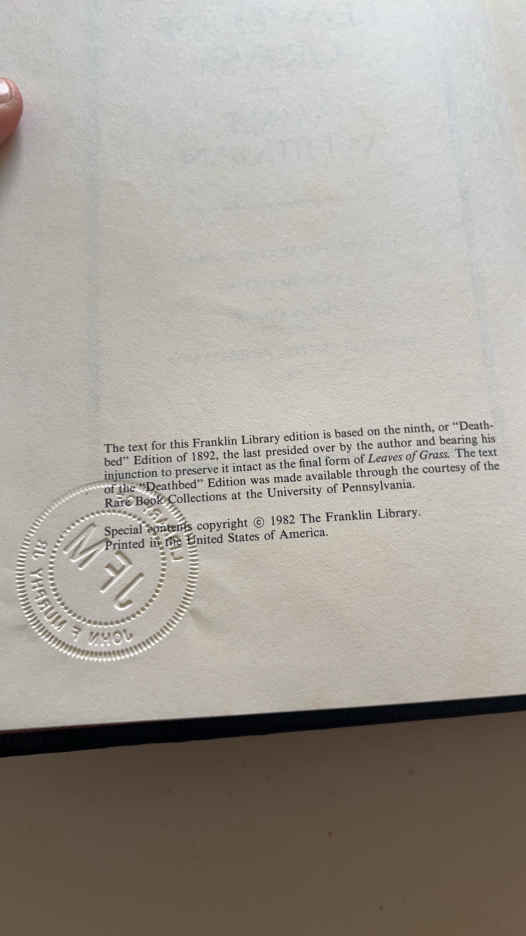 The text for this Franklin Library edition is based on the ninth, or "Death-
bed" Edition of 1892, the last presided over by the author and bearing his
injunction to preserve it intact as the final form of Leaves of Grass. The text
of the "Deathbed" Edition was made available through the courtesy of the
Rare Book Collections at the University of Pennsylvania.
Special contents copyright © 1982 The Franklin Library.
Printed in the United States of America.
JFM
JOHN F MURPHY JR